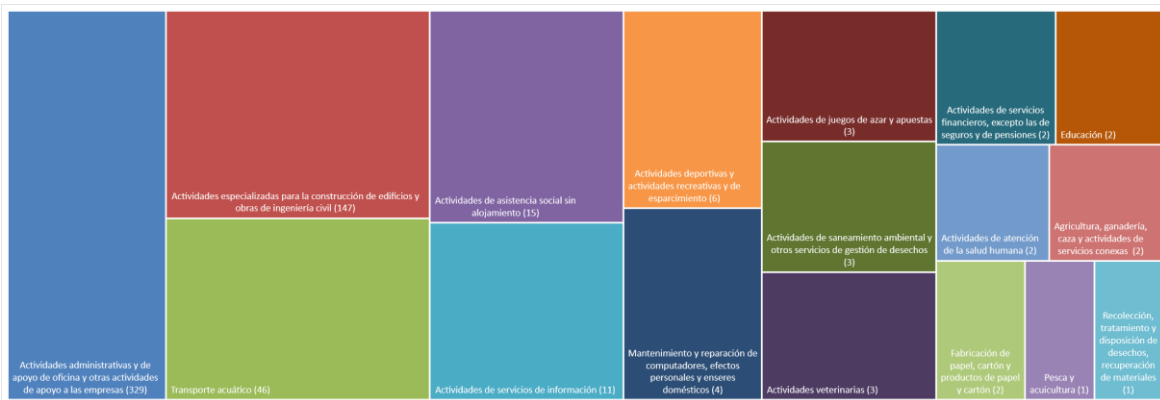 Actividades administrativas y de
apoyo de oficina y otras actividades
de apoyo a las empresas (329)
Actividades especializadas para la construcción de edificios y
obras de ingeniería civil (147)
Transporte acuático (46)
Actividades de asistencia social sin
alojamiento (15)
Actividades de servicios de información (11)
Actividades deportivas y
actividades recreativas y de
esparcimiento (6)
Mantenimiento y reparación de
computadores, efectos
personales y enseres
domésticos (4)
Actividades de juegos de azar y apuestas
(3)
Actividades de saneamiento ambiental y
otros servicios de gestión de desechos
(3)
Actividades veterinarias (3)
Actividades de servicios
financieros, excepto las de
seguros y de pensiones (2)
Educación (2)
Actividades de atención
de la salud humana (2)
Agricultura, ganadería,
caza y actividades de
servicios conexas (2)
Fabricación de
papel, cartón y
productos de papel
y cartón (2)
Pesca y
acuicultura (1)
Recolección,
tratamiento y
disposición de
desechos,
recuperación
de materiales
(1)